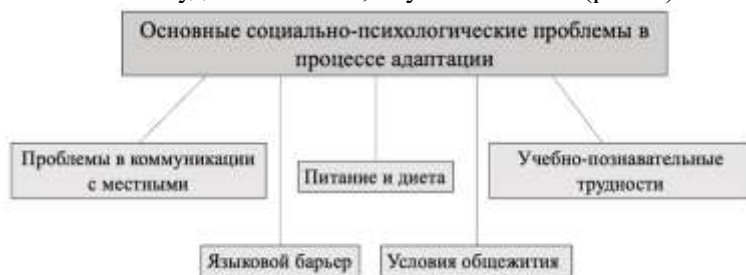 Основные социально-психологические проблемы в
процессе адаптации
Проблемы в коммуникации
с местными
Питание и диета
Учебно-познавательные
трудности
Языковой барьер
Условия общежития